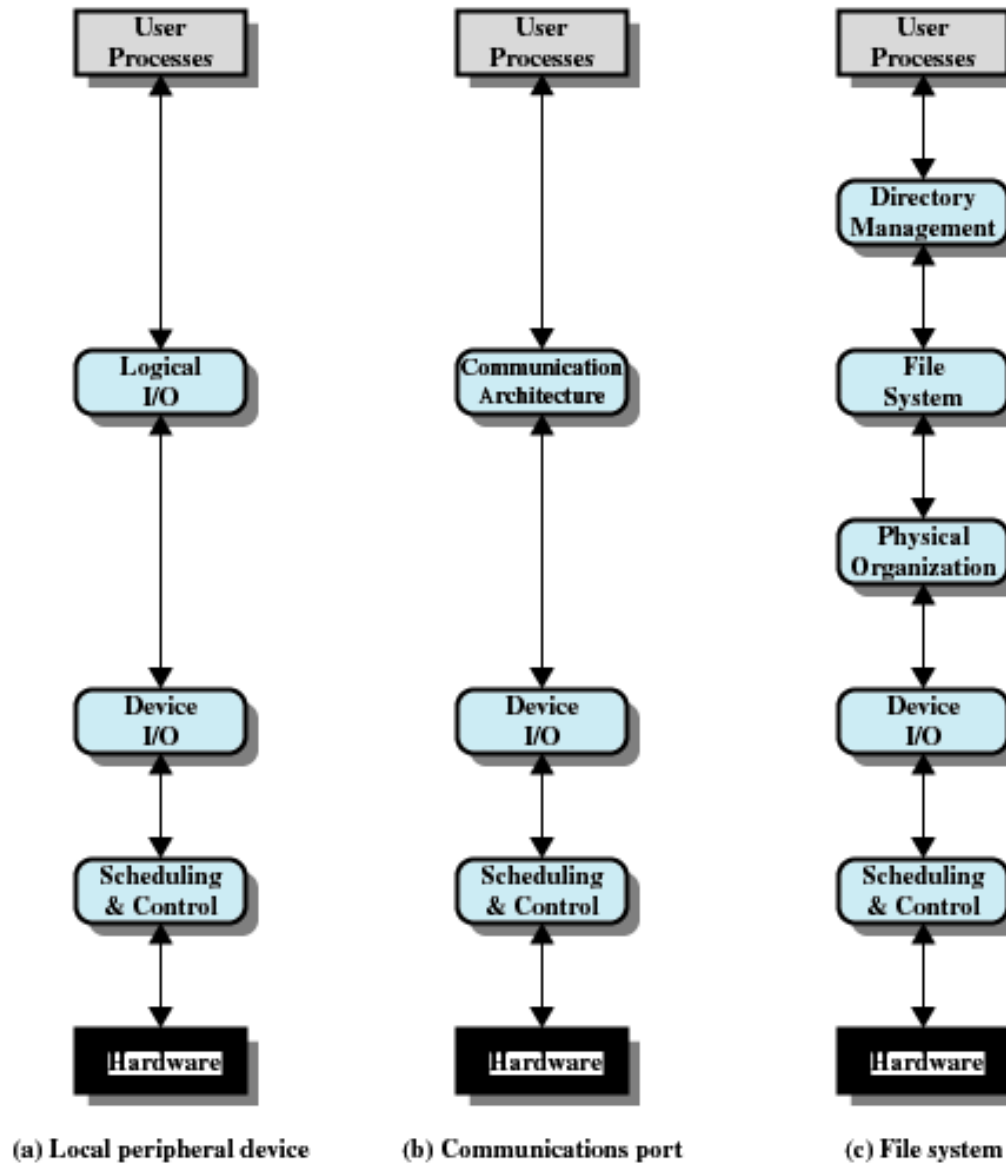 User
Processes
Logical
I/O
Device
I/O
Scheduling
& Control
Hardware
(a) Local peripheral device
User
Processes
Communication
Architecture
Device
I/O
Scheduling
& Control
Hardware
(b) Communications port
User
Processes
Directory
Management
File
System
Physical
Organization
Device
I/O
Scheduling
& Control
Hardware
(c) File system